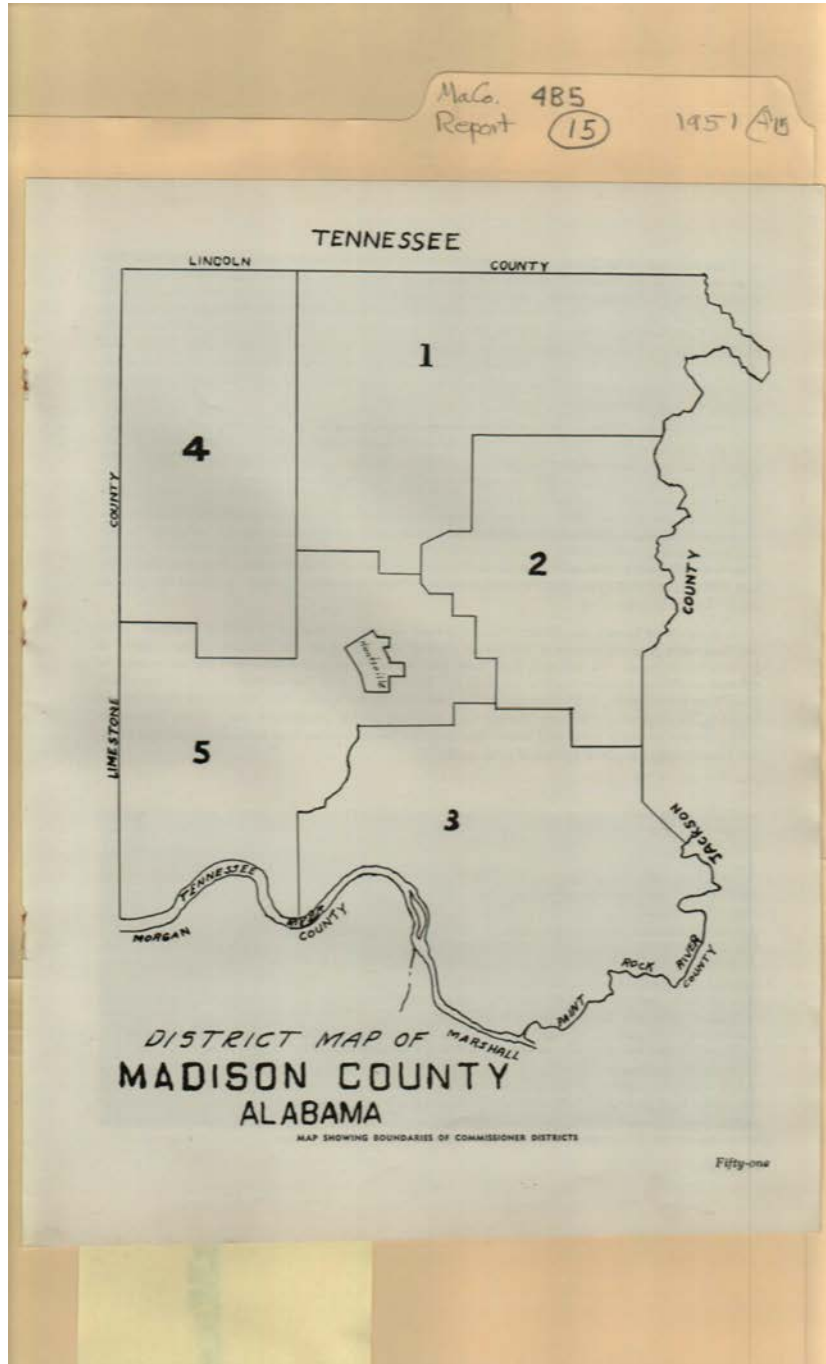 MaCo. 485
Report 15 1951
TENNESSEE
LINCOLN COUNTY
1
4
COUNTY
2
COUNTY
Huntsville
LIMESTONE
5
3
JACKSON
TENNESSEE
RIVER
MORGAN
COUNTY
PAINT ROCK RIVER
COUNTY
MARSHALL
DISTRICT MAP OF
MADISON COUNTY
ALABAMA
MAP SHOWING BOUNDARIES OF COMMISSIONER DISTRICTS
Fifty-one